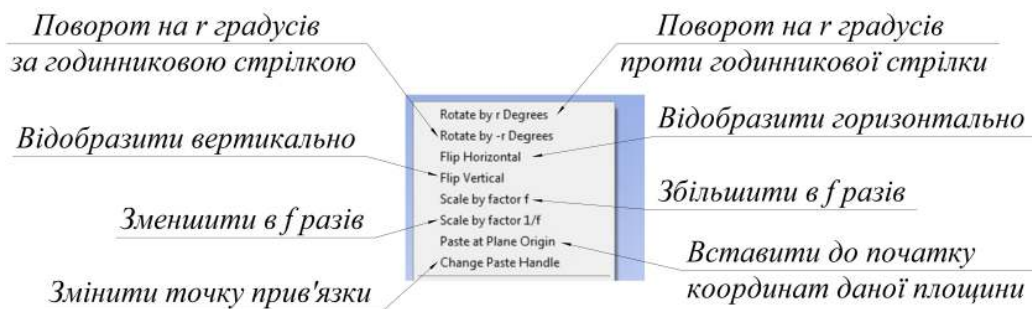 Поворот на r градусів
за годинниковою стрілкою
Поворот на r градусів
проти годинникової стрілки
Відобразити вертикально
Відобразити горизонтально
Зменшити в f разів
Збільшити в f разів
Змінити точку прив'язки
Вставити до початку
координат даної площини
Rotate by r Degrees
Rotate by -r Degrees
Flip Horizontal
Flip Vertical
Scale by factor f
Scale by factor 1/f
Paste at Plane Origin
Change Paste Handle